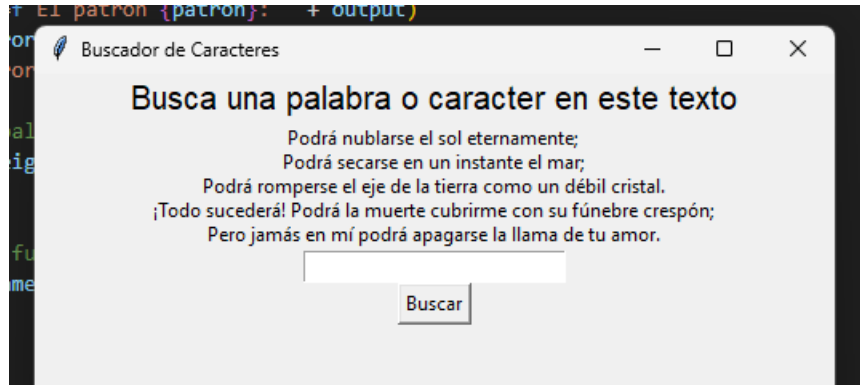 El patron {patron}: " + output)
Buscador de Caracteres
Busca una palabra o caracter en este texto
Podrá nublarse el sol eternamente;
Podrá secarse en un instante el mar;
Podrá romperse el eje de la tierra como un débil cristal.
¡Todo sucederá! Podrá la muerte cubrirme con su fúnebre crespón;
Pero jamás en mí podrá apagarse la llama de tu amor.
Buscar